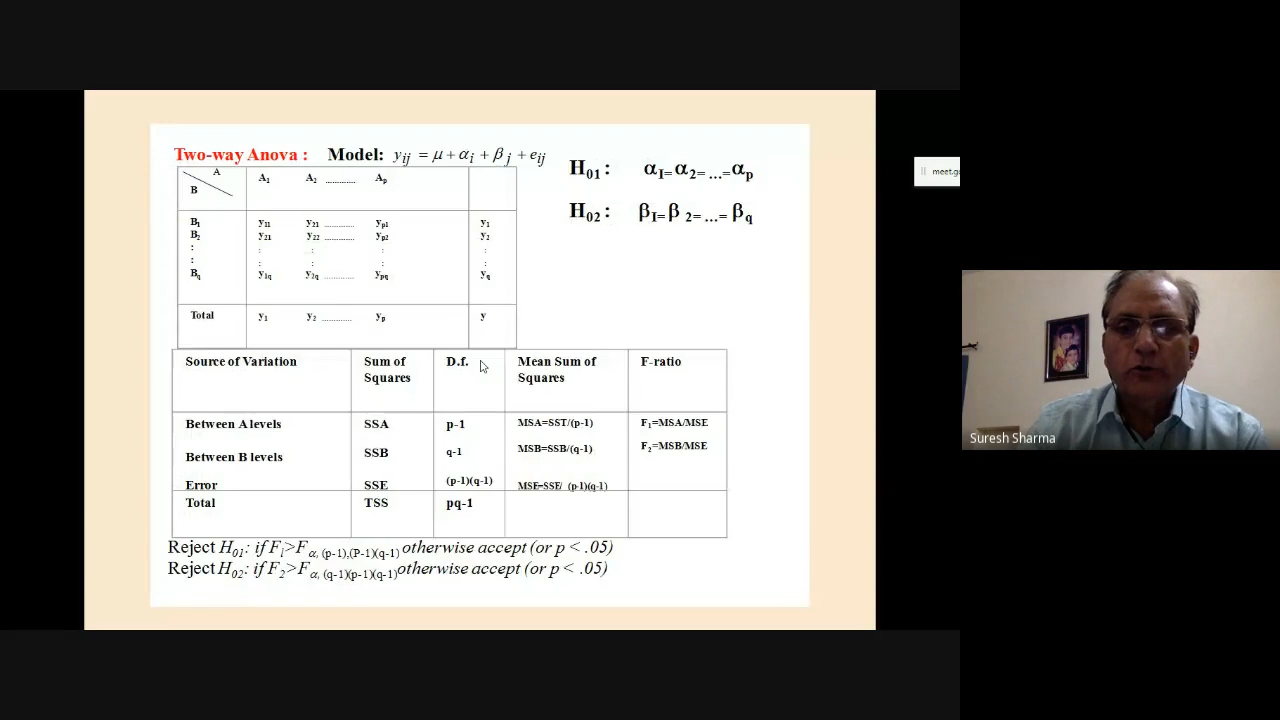 Two-way Anova : Model: yij = μ + αi + βj + eij
H01 : αI= α2= ...= αp
H02 : βI= β 2= ...= βq
A
B
A1 A2 ............. Ap
B1 y11 y21 ............. yp1 y1
B2 y21 y22 ............. yp2 y2
: : : : :
: : : : :
Bq y1q y2q ............. ypq yq
Total y1 y2 ............. yp y
Source of Variation Sum of Squares D.f. Mean Sum of Squares F-ratio
Between A levels SSA p-1 MSA=SST/(p-1) F1=MSA/MSE
Between B levels SSB q-1 MSB=SSB/(q-1) F2=MSB/MSE
Error SSE (p-1)(q-1) MSE=SSE/ (p-1)(q-1)
Total TSS pq-1
Reject H01: if F1>Fα, (p-1),(P-1)(q-1) otherwise accept (or p < .05)
Reject H02: if F2>Fα, (q-1)(p-1)(q-1) otherwise accept (or p < .05)
Suresh Sharma